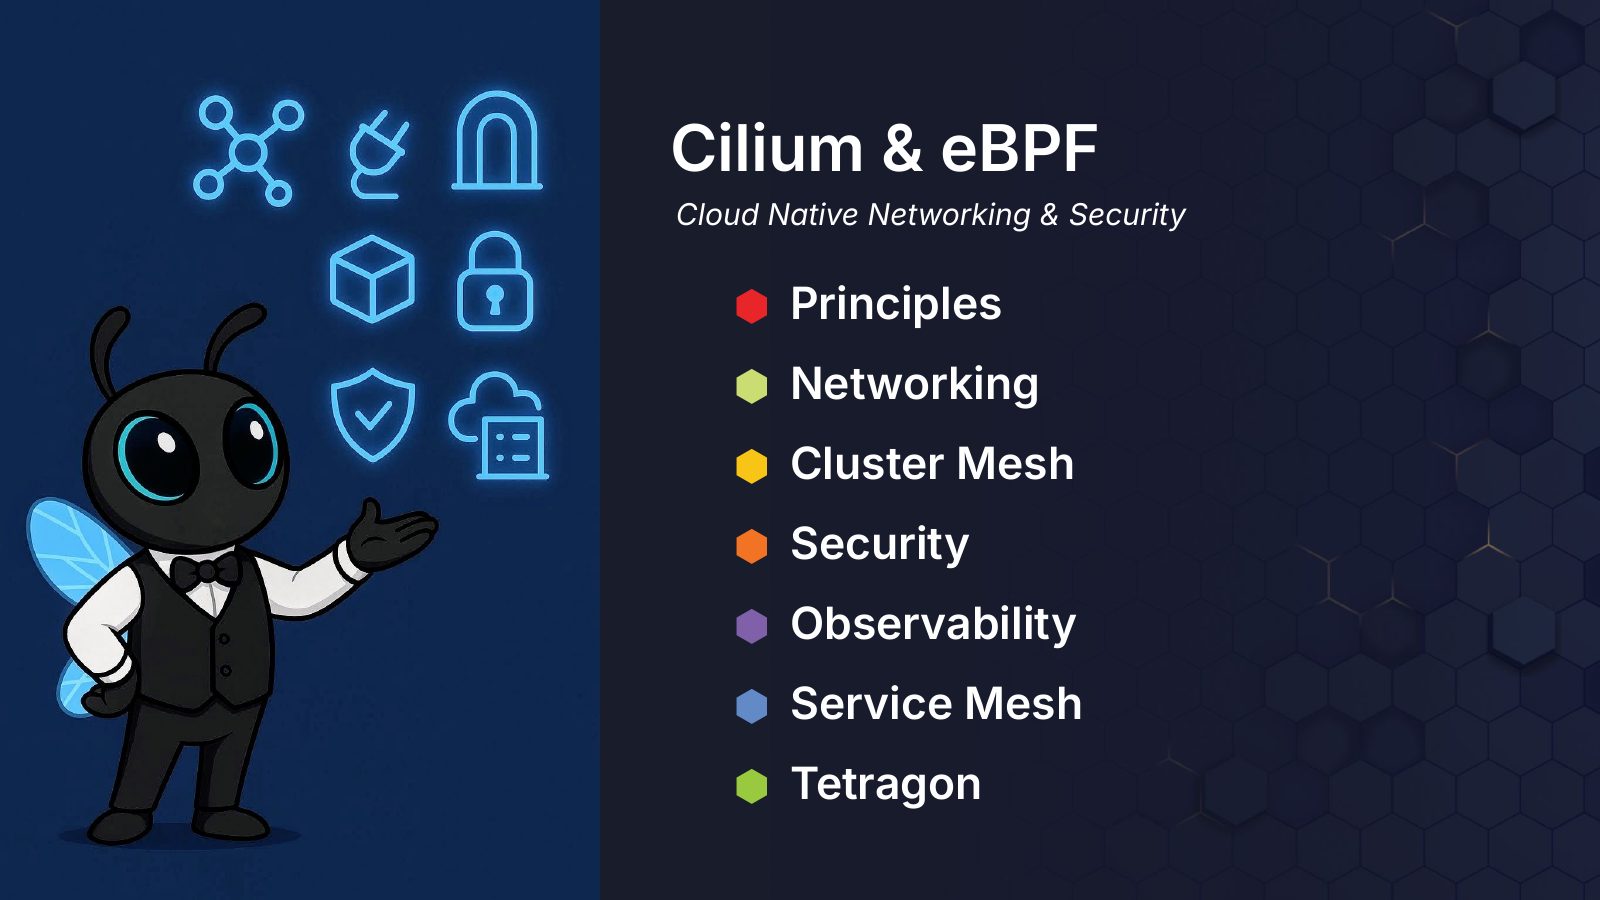 Cilium & eBPF
Cloud Native Networking & Security
Principles
Networking
Cluster Mesh
Security
Observability
Service Mesh
Tetragon